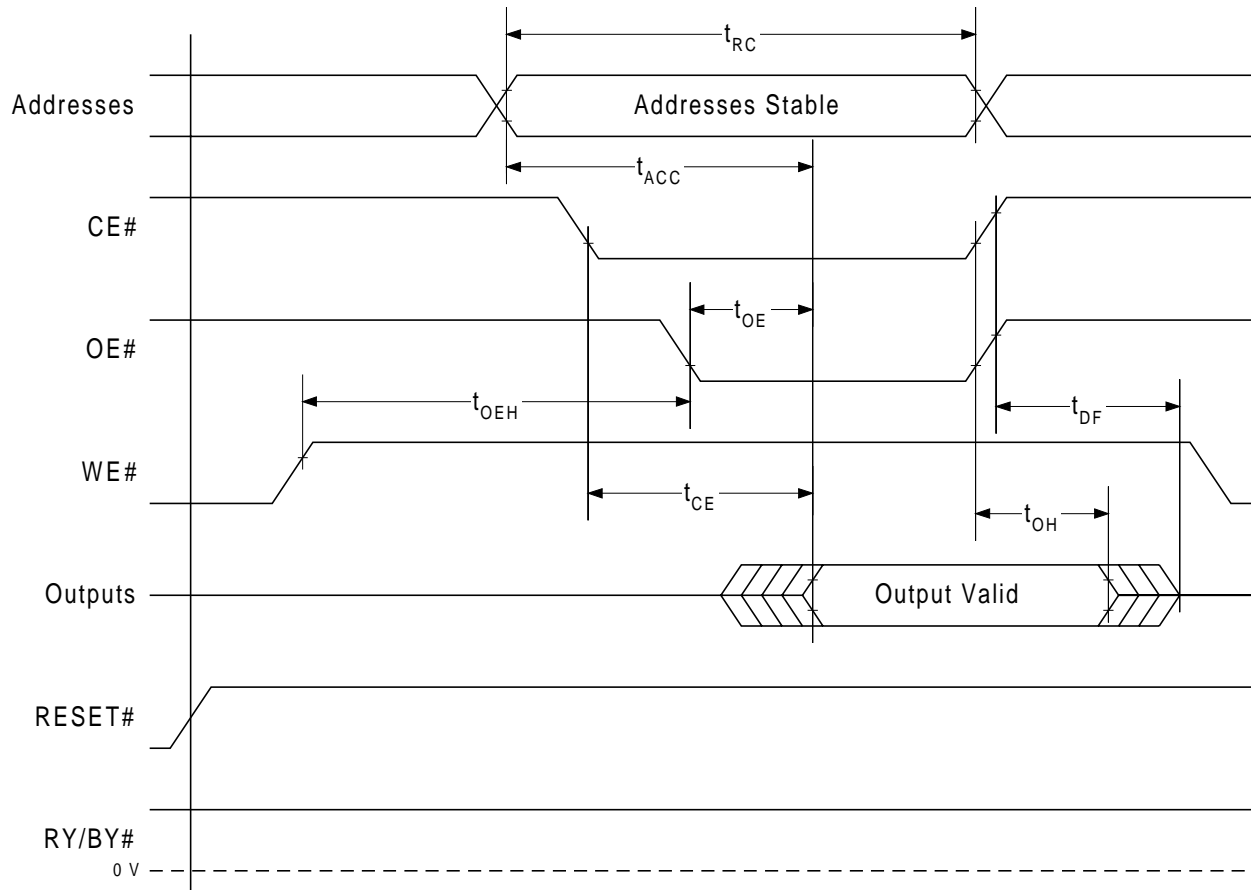 tRC
Addresses
Addresses Stable
tACC
CE#
tOE
OE#
tOEH
tDF
WE#
tCE
tOH
Outputs
Output Valid
RESET#
RY/BY#
0 V